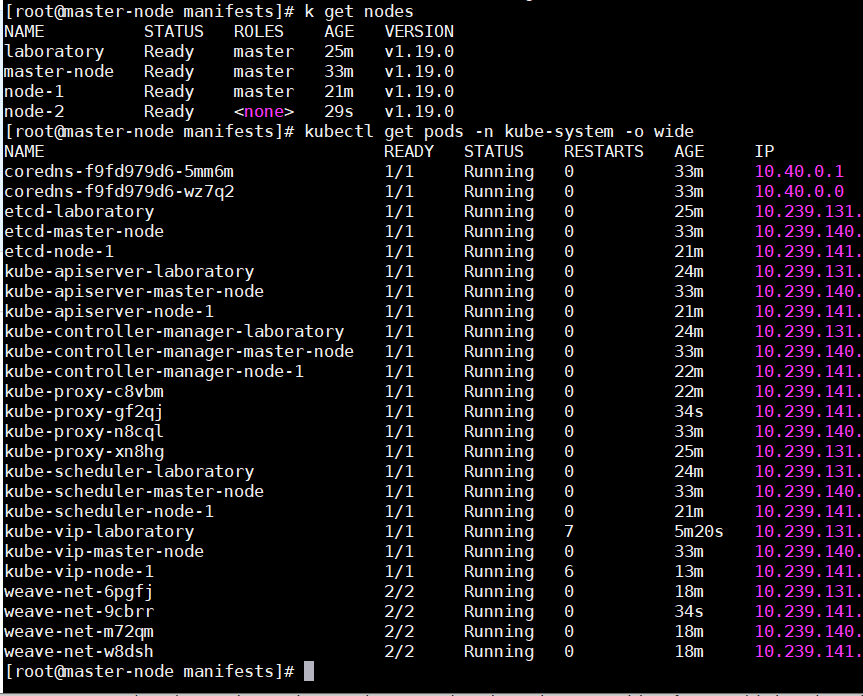 [root@master-node manifests]# k get nodes
NAME STATUS ROLES AGE VERSION
laboratory Ready master 25m v1.19.0
master-node Ready master 33m v1.19.0
node-1 Ready master 21m v1.19.0
node-2 Ready <none> 29s v1.19.0
[root@master-node manifests]# kubectl get pods -n kube-system -o wide
NAME READY STATUS RESTARTS AGE IP
coredns-f9fd979d6-5mm6m 1/1 Running 0 33m 10.40.0.1
coredns-f9fd979d6-wz7q2 1/1 Running 0 33m 10.40.0.0
etcd-laboratory 1/1 Running 0 25m 10.239.131.
etcd-master-node 1/1 Running 0 33m 10.239.140.
etcd-node-1 1/1 Running 0 21m 10.239.141.
kube-apiserver-laboratory 1/1 Running 0 24m 10.239.131.
kube-apiserver-master-node 1/1 Running 0 33m 10.239.140.
kube-apiserver-node-1 1/1 Running 0 21m 10.239.141.
kube-controller-manager-laboratory 1/1 Running 0 24m 10.239.131.
kube-controller-manager-master-node 1/1 Running 0 33m 10.239.140.
kube-controller-manager-node-1 1/1 Running 0 22m 10.239.141.
kube-proxy-c8vbm 1/1 Running 0 22m 10.239.141.
kube-proxy-gf2qj 1/1 Running 0 34s 10.239.141.
kube-proxy-n8cql 1/1 Running 0 33m 10.239.140.
kube-proxy-xn8hg 1/1 Running 0 25m 10.239.131.
kube-scheduler-laboratory 1/1 Running 0 24m 10.239.131.
kube-scheduler-master-node 1/1 Running 0 33m 10.239.140.
kube-scheduler-node-1 1/1 Running 0 21m 10.239.141.
kube-vip-laboratory 1/1 Running 7 5m20s 10.239.131.
kube-vip-master-node 1/1 Running 0 33m 10.239.140.
kube-vip-node-1 1/1 Running 6 13m 10.239.141.
weave-net-6pgfj 2/2 Running 0 18m 10.239.131.
weave-net-9cbrr 2/2 Running 0 34s 10.239.141.
weave-net-m72qm 2/2 Running 0 18m 10.239.140.
weave-net-w8dsh 2/2 Running 0 18m 10.239.141.
[root@master-node manifests]#